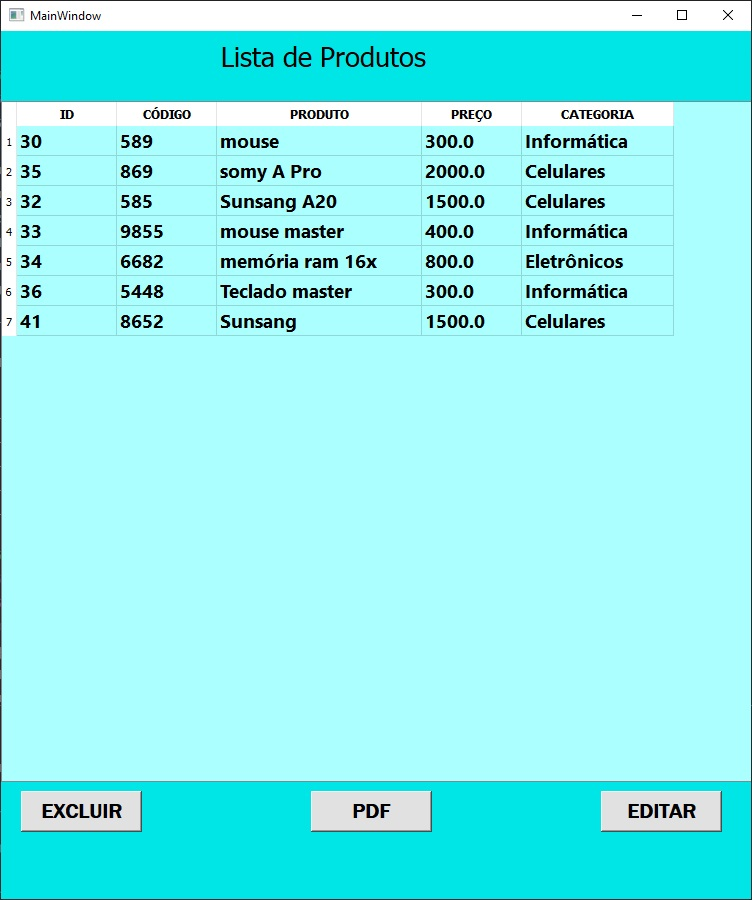 MainWindow
Lista de Produtos
ID CÓDIGO PRODUTO PREÇO CATEGORIA
1 30 589 mouse 300.0 Informática
2 35 869 somy A Pro 2000.0 Celulares
3 32 585 Sunsang A20 1500.0 Celulares
4 33 9855 mouse master 400.0 Informática
5 34 6682 memória ram 16x 800.0 Eletrônicos
6 36 5448 Teclado master 300.0 Informática
7 41 8652 Sunsang 1500.0 Celulares
EXCLUIR PDF EDITAR